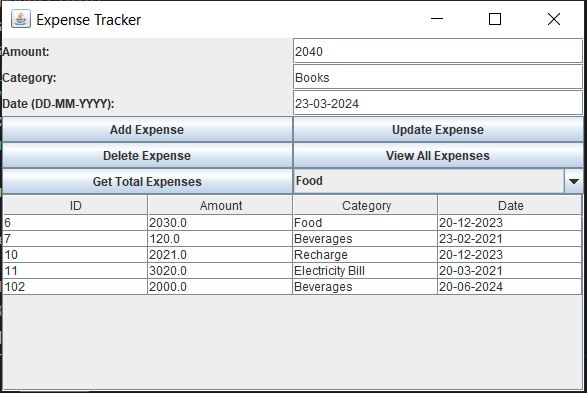 Expense Tracker
Amount: 2040
Category: Books
Date (DD-MM-YYYY): 23-03-2024
Add Expense Update Expense
Delete Expense View All Expenses
Get Total Expenses Food
ID Amount Category Date
6 2030.0 Food 20-12-2023
7 120.0 Beverages 23-02-2021
10 2021.0 Recharge 20-12-2023
11 3020.0 Electricity Bill 20-03-2021
102 2000.0 Beverages 20-06-2024